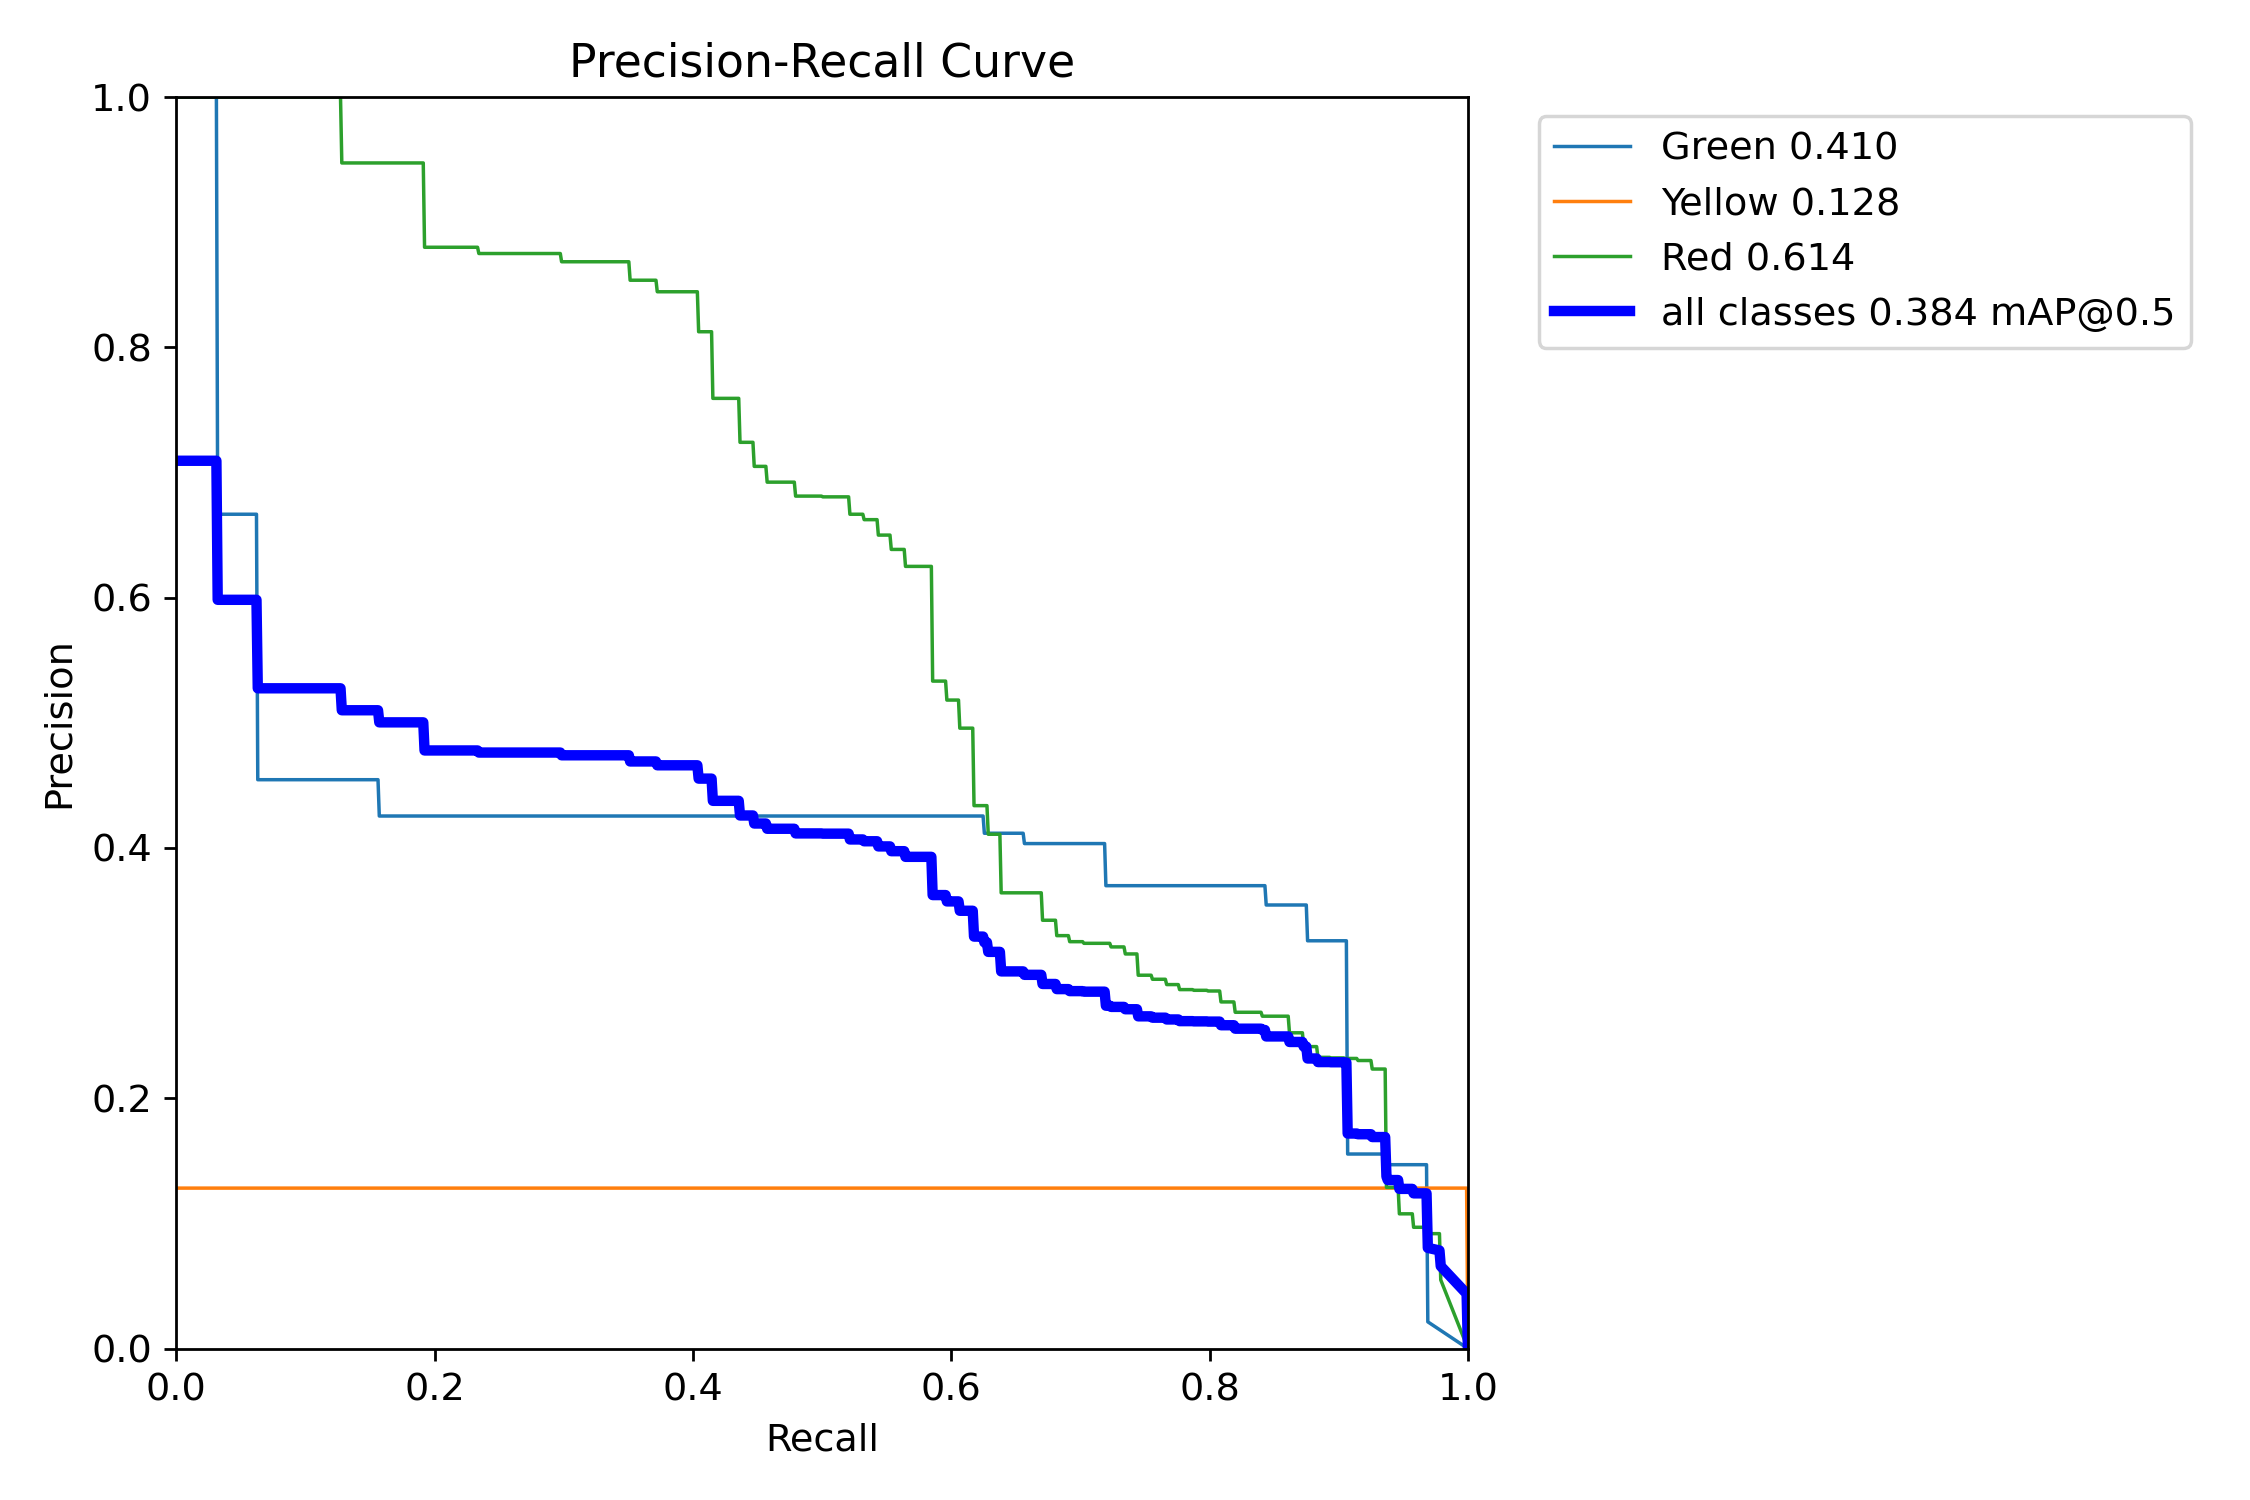 Precision-Recall Curve
1.0
0.8
0.6
0.4
0.2
0.0
Precision
0.0 0.2 0.4 0.6 0.8 1.0
Recall
Green 0.410
Yellow 0.128
Red 0.614
all classes 0.384 mAP@0.5